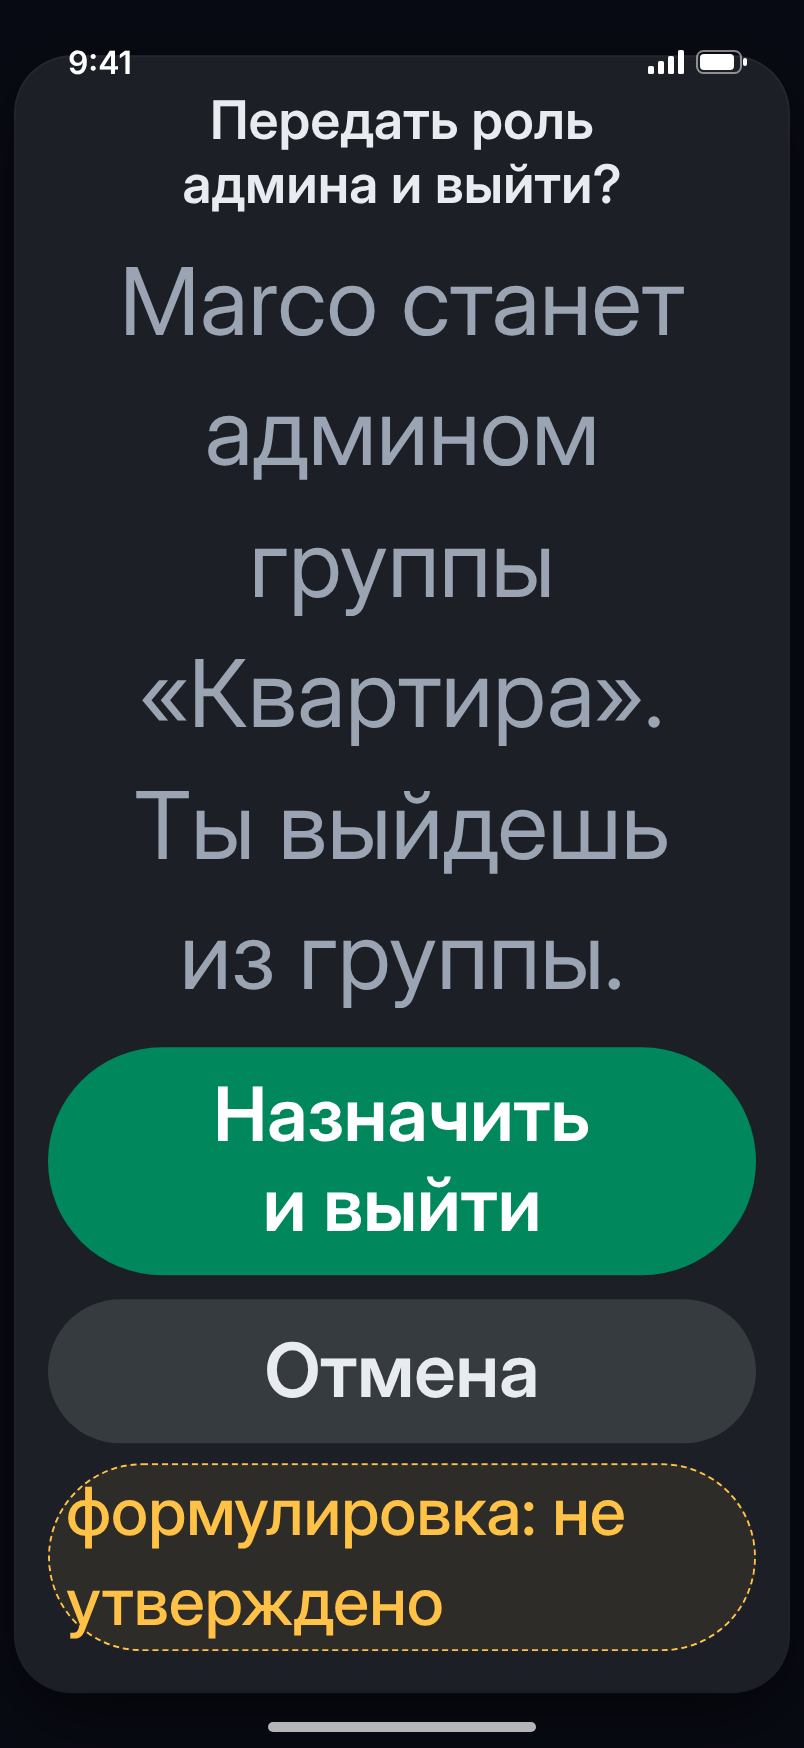 9:41
Передать роль
админа и выйти?
Marco станет
админом
группы
«Квартира».
Ты выйдешь
из группы.
Назначить
и выйти
Отмена
формулировка: не
утверждено